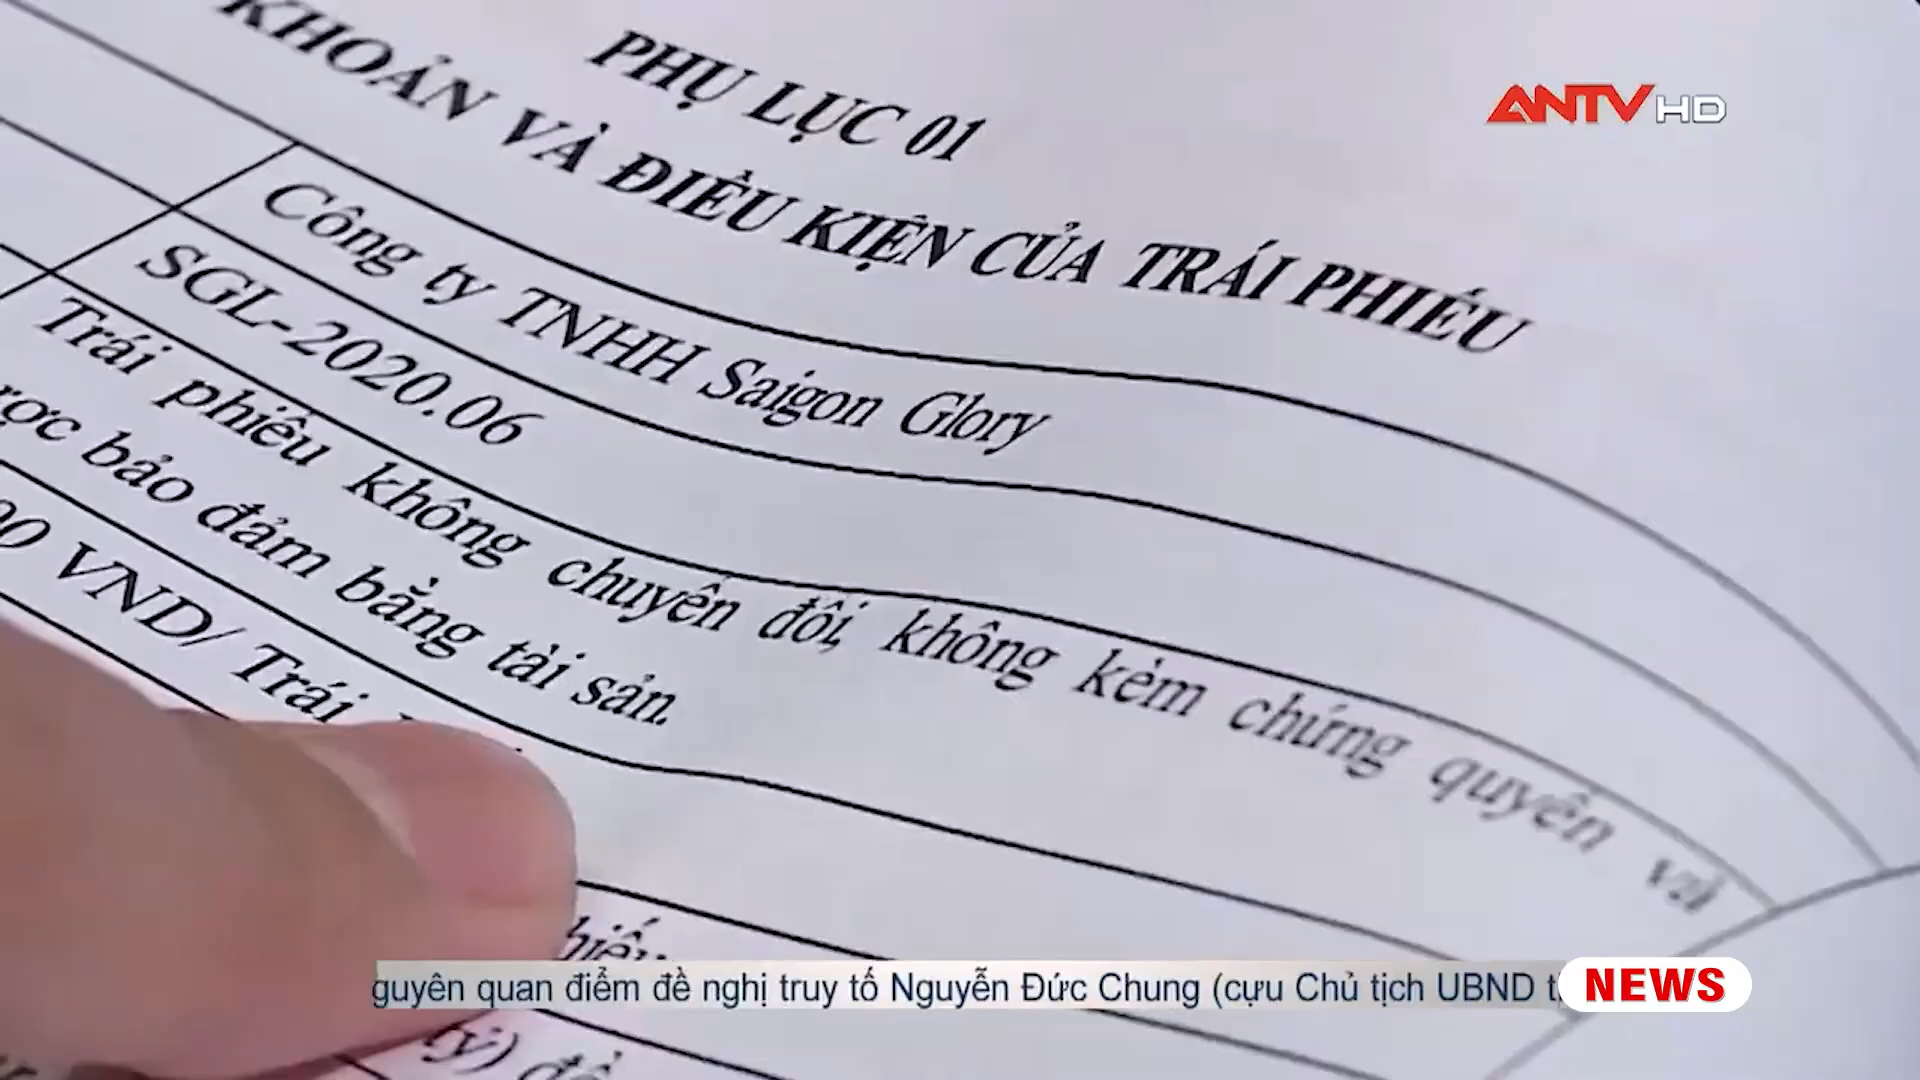 PHỤ LỤC 01
KHOẢN VÀ ĐIỀU KIỆN CỦA TRÁI PHIẾU
ANTV HD
Công ty TNHH Saigon Glory
SGL-2020.06
Trái phiếu không chuyển đổi, không kèm chứng quyền và
bảo đảm bằng tài sản.
VND/ Trái
guyên quan điểm đề nghị truy tố Nguyễn Đức Chung (cựu Chủ tịch UBND
NEWS